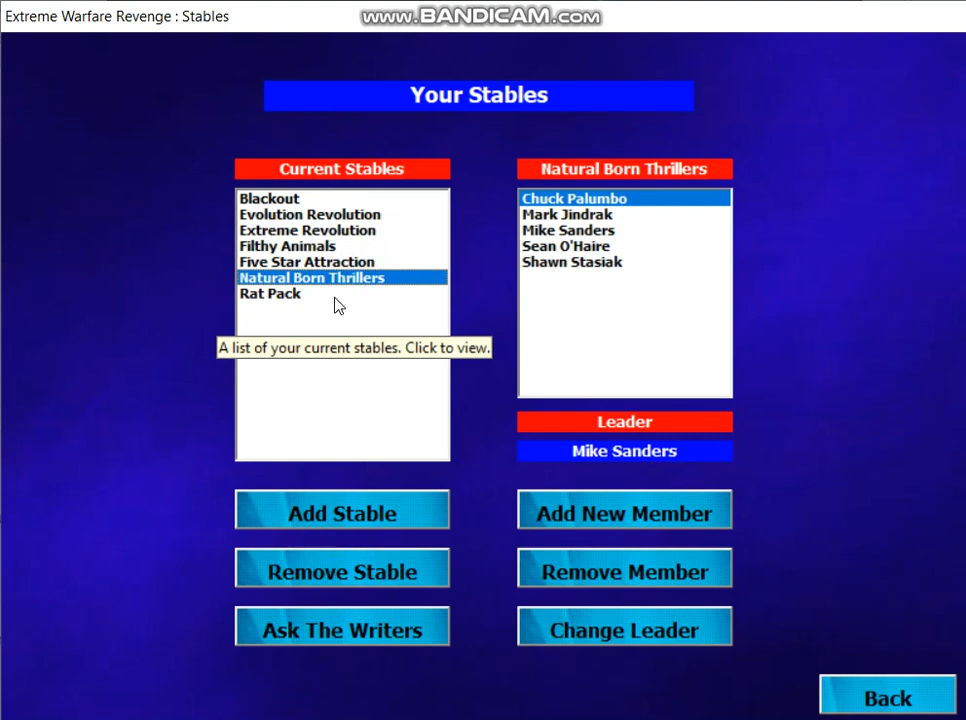 Extreme Warfare Revenge : Stables
www.BANDICAM.com
Your Stables
Current Stables
Blackout
Evolution Revolution
Extreme Revolution
Filthy Animals
Five Star Attraction
Natural Born Thrillers
Rat Pack
A list of your current stables. Click to view.
Natural Born Thrillers
Chuck Palumbo
Mark Jindrak
Mike Sanders
Sean O'Haire
Shawn Stasiak
Leader
Mike Sanders
Add Stable
Add New Member
Remove Stable
Remove Member
Ask The Writers
Change Leader
Back